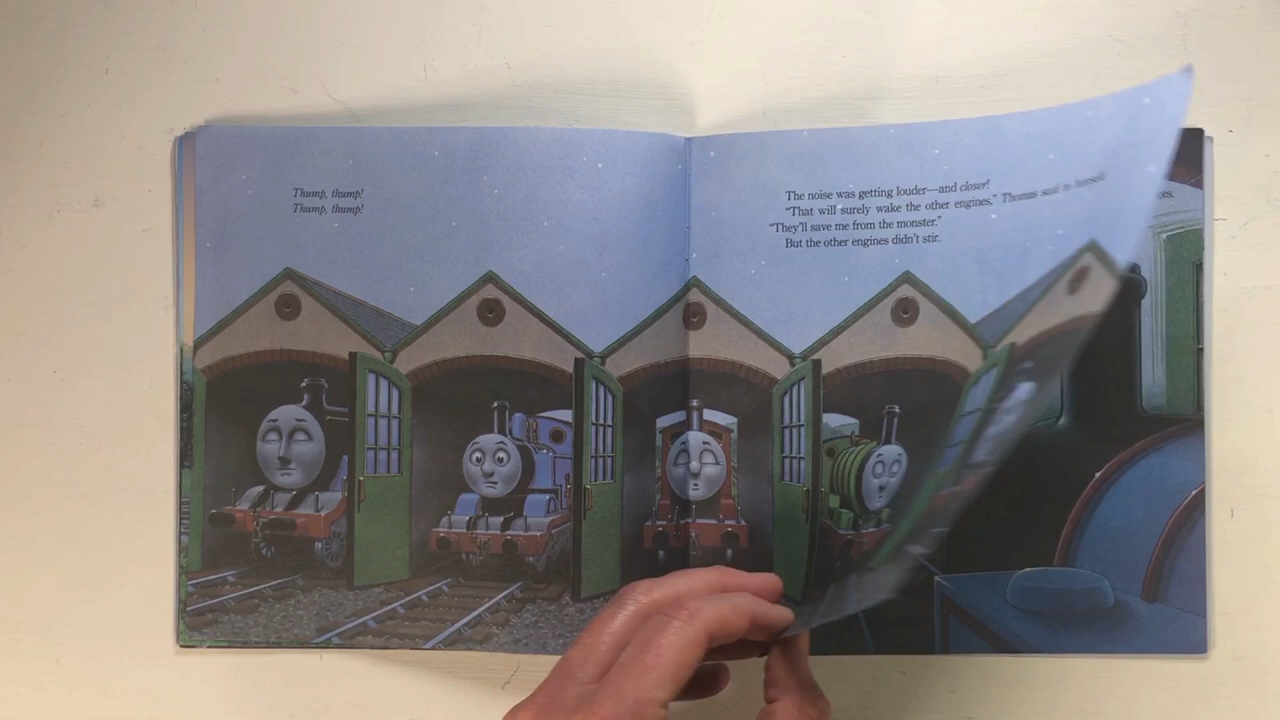 Thump, thump!
Thump, thump!
The noise was getting louder—and closer!
"That will surely wake the other engines," Thomas said to himself.
"They'll save me from the monster."
But the other engines didn't stir.